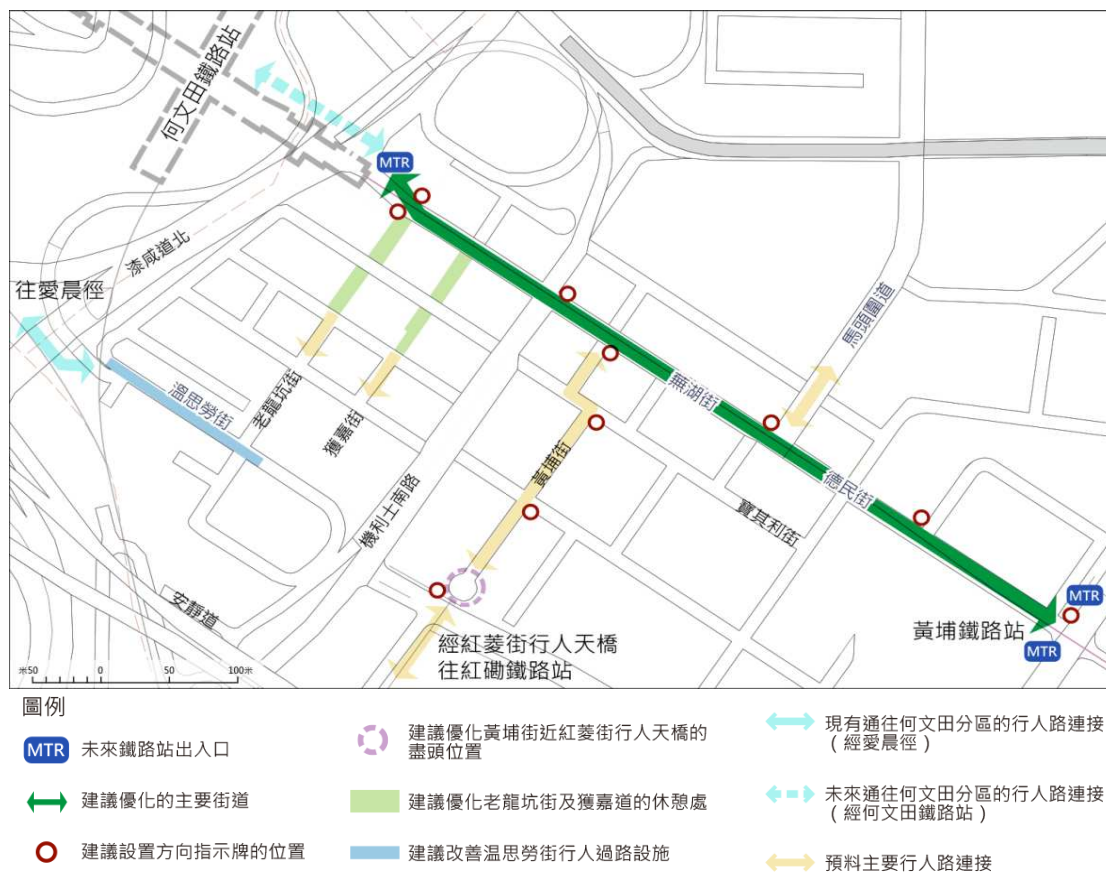 何文田鐵路站
MTR
漆咸道北
往愛晨徑
溫思勞街
老龍坑街
獲嘉街
機利士南路
黃埔街
蕪湖街
馬頭圍道
德民街
寶其利街
安靜道
經紅菱街行人天橋
往紅磡鐵路站
黃埔鐵路站
MTR
MTR
米50 0 50 100米
圖例
MTR 未來鐵路站出入口
建議優化的主要街道
建議設置方向指示牌的位置
建議優化黃埔街近紅菱街行人天橋的
盡頭位置
建議優化老龍坑街及獲嘉道的休憩處
建議改善温思勞街行人過路設施
現有通往何文田分區的行人路連接
（經愛晨徑）
未來通往何文田分區的行人路連接
（經何文田鐵路站）
預料主要行人路連接